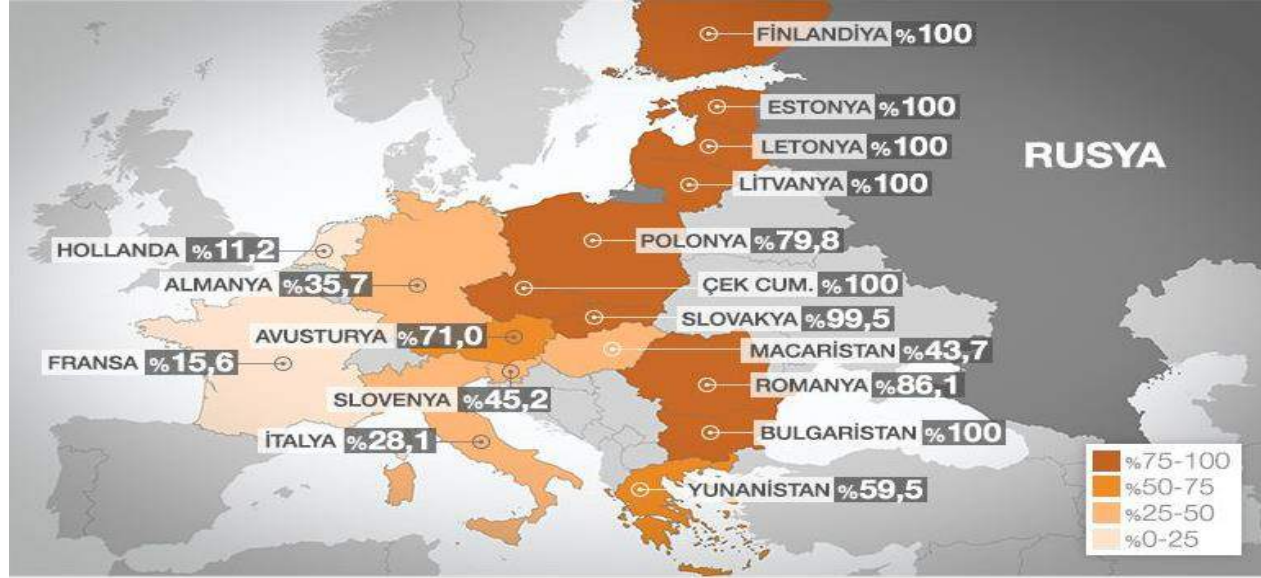 FİNLANDİYA %100
ESTONYA %100
LETONYA %100
RUSYA
LİTVANYA %100
HOLLANDA %11,2
POLONYA %79,8
ALMANYA %35,7
ÇEK CUM. %100
SLOVAKYA %99,5
AVUSTURYA %71,0
MACARİSTAN %43,7
FRANSA %15,6
ROMANYA %86,1
SLOVENYA %45,2
BULGARİSTAN %100
İTALYA %28,1
YUNANİSTAN %59,5
%75-100
%50-75
%25-50
%0-25